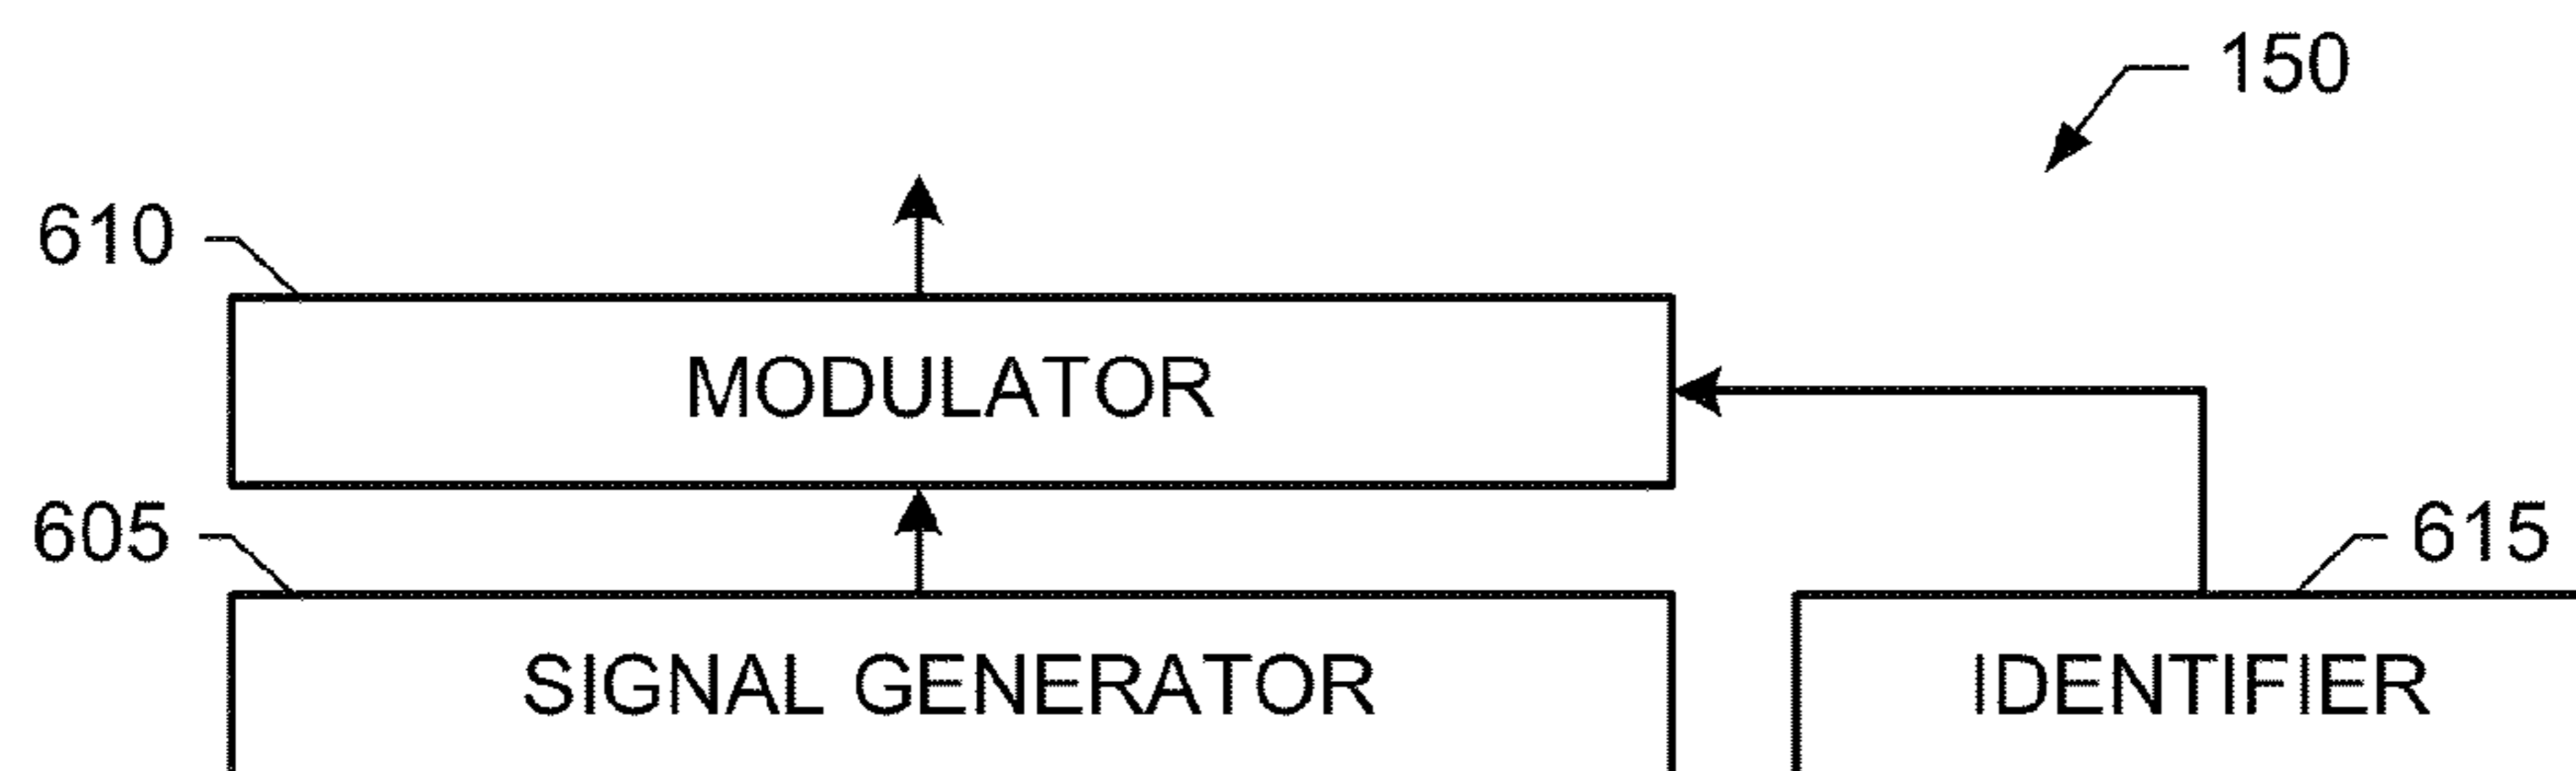 150
610
MODULATOR
605
615
SIGNAL GENERATOR
IDENTIFIER